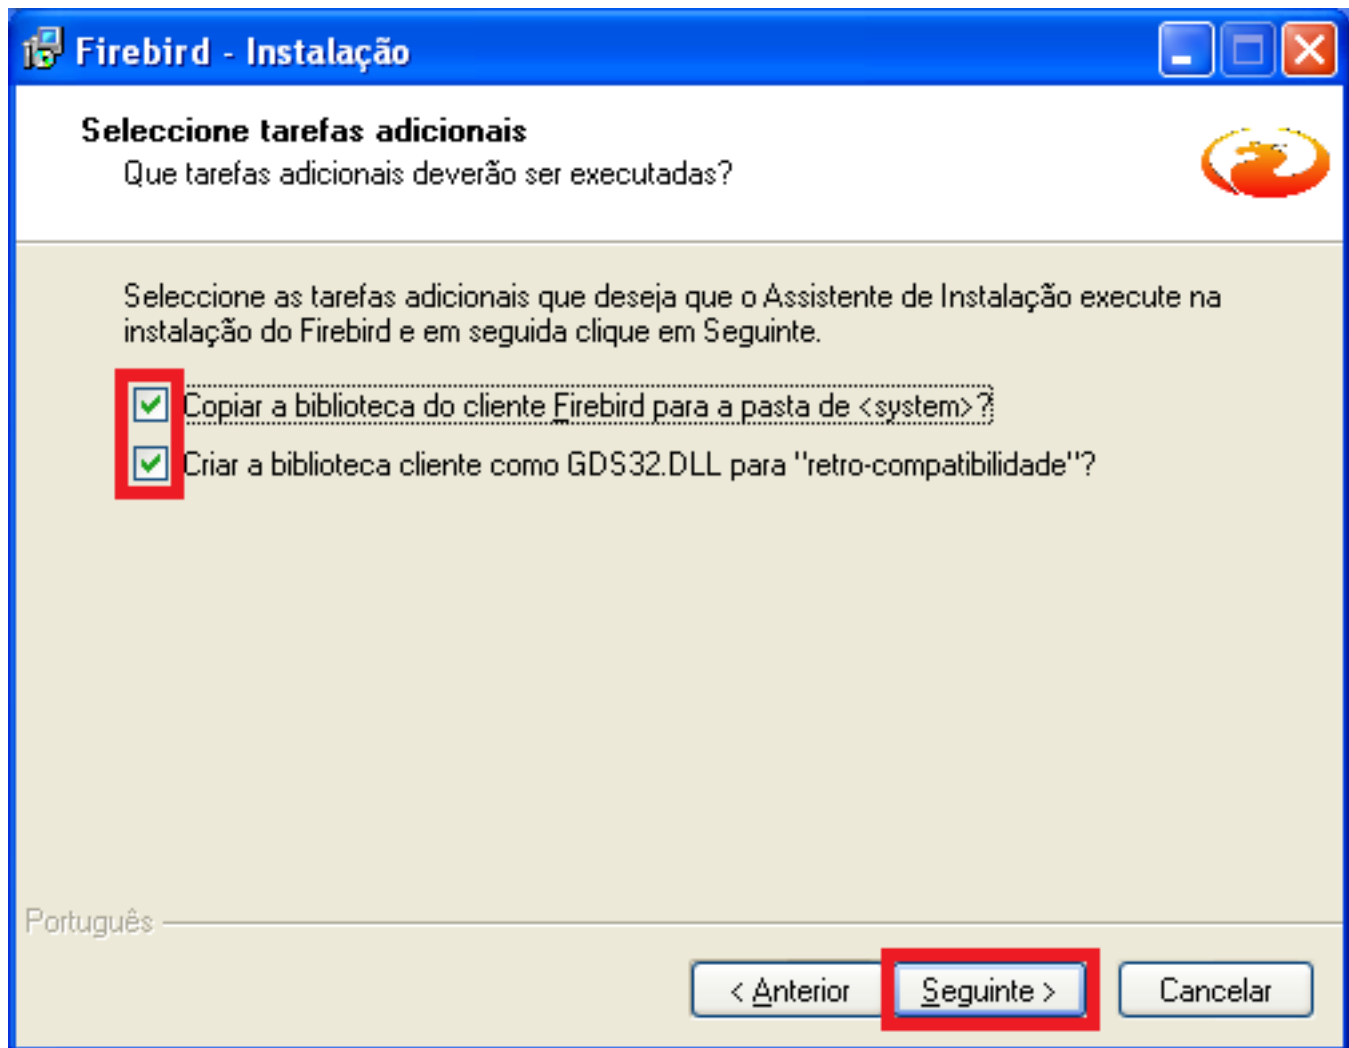 Firebird - Instalação
Seleccione tarefas adicionais
Que tarefas adicionais deverão ser executadas?
Seleccione as tarefas adicionais que deseja que o Assistente de Instalação execute na
instalação do Firebird e em seguida clique em Seguinte.
Copiar a biblioteca do cliente Firebird para a pasta de <system>?
Criar a biblioteca cliente como GDS32.DLL para "retro-compatibilidade"?
Português
< Anterior
Seguinte >
Cancelar